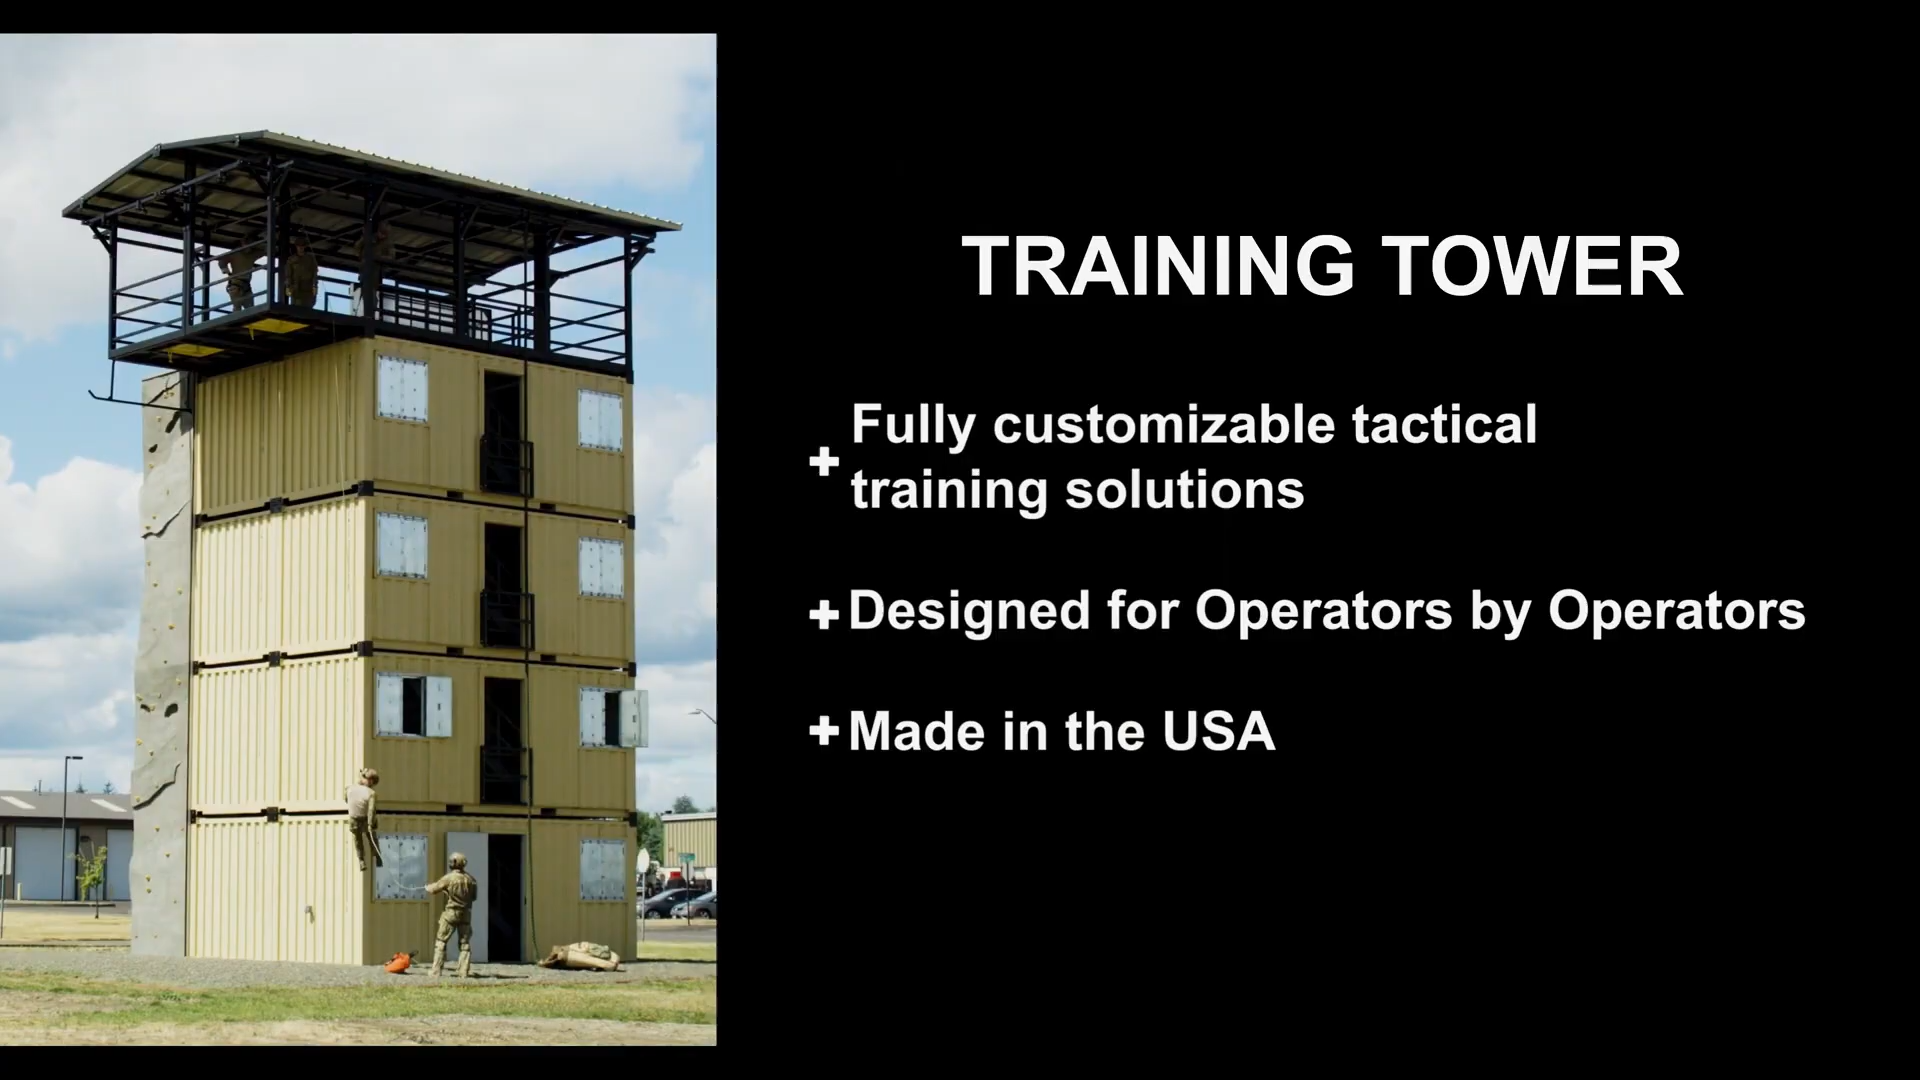 TRAINING TOWER
Fully customizable tactical
training solutions
Designed for Operators by Operators
Made in the USA